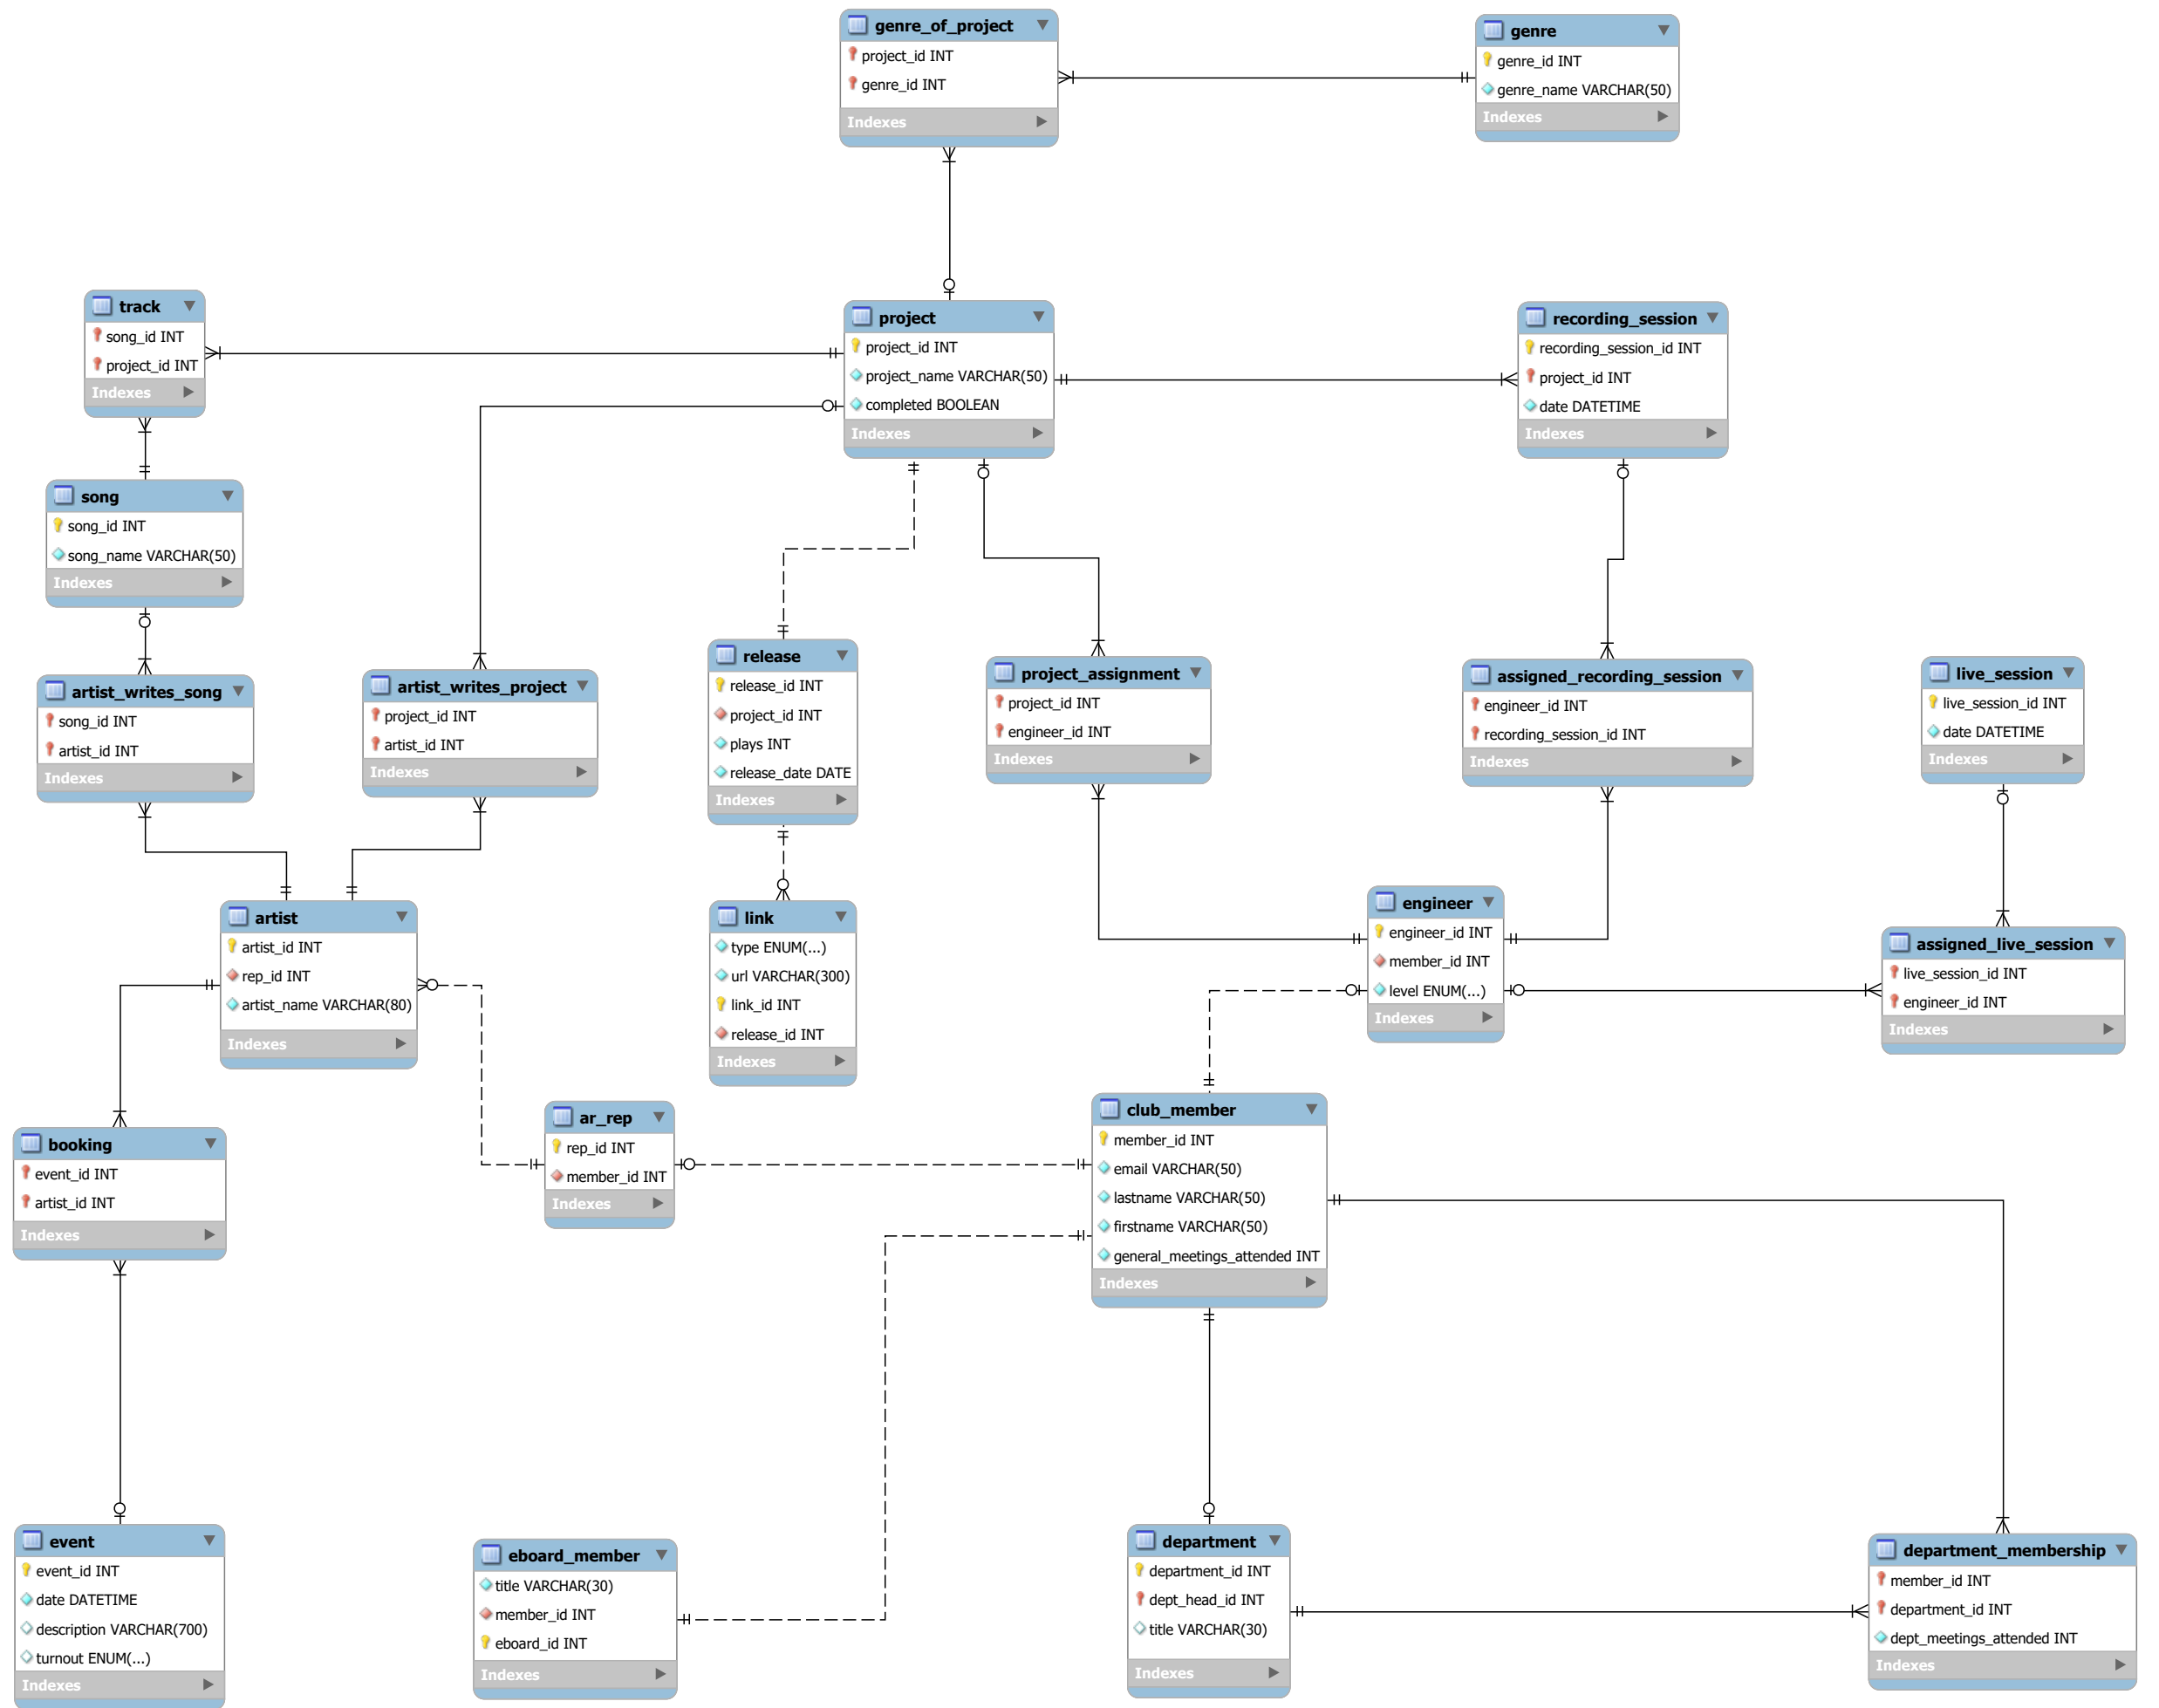 genre_of_project
project_id INT
genre_id INT
Indexes
genre
genre_id INT
genre_name VARCHAR(50)
Indexes
track
song_id INT
project_id INT
Indexes
project
project_id INT
project_name VARCHAR(50)
completed BOOLEAN
Indexes
recording_session
recording_session_id INT
project_id INT
date DATETIME
Indexes
song
song_id INT
song_name VARCHAR(50)
Indexes
artist_writes_song
song_id INT
artist_id INT
Indexes
artist_writes_project
project_id INT
artist_id INT
Indexes
release
release_id INT
project_id INT
plays INT
release_date DATE
Indexes
project_assignment
project_id INT
engineer_id INT
Indexes
assigned_recording_session
engineer_id INT
recording_session_id INT
Indexes
live_session
live_session_id INT
date DATETIME
Indexes
artist
artist_id INT
rep_id INT
artist_name VARCHAR(80)
Indexes
link
type ENUM(...)
url VARCHAR(300)
link_id INT
release_id INT
Indexes
engineer
engineer_id INT
member_id INT
level ENUM(...)
Indexes
assigned_live_session
live_session_id INT
engineer_id INT
Indexes
booking
event_id INT
artist_id INT
Indexes
ar_rep
rep_id INT
member_id INT
Indexes
club_member
member_id INT
email VARCHAR(50)
lastname VARCHAR(50)
firstname VARCHAR(50)
general_meetings_attended INT
Indexes
event
event_id INT
date DATETIME
description VARCHAR(700)
turnout ENUM(...)
Indexes
eboard_member
title VARCHAR(30)
member_id INT
eboard_id INT
Indexes
department
department_id INT
dept_head_id INT
title VARCHAR(30)
Indexes
department_membership
member_id INT
department_id INT
dept_meetings_attended INT
Indexes